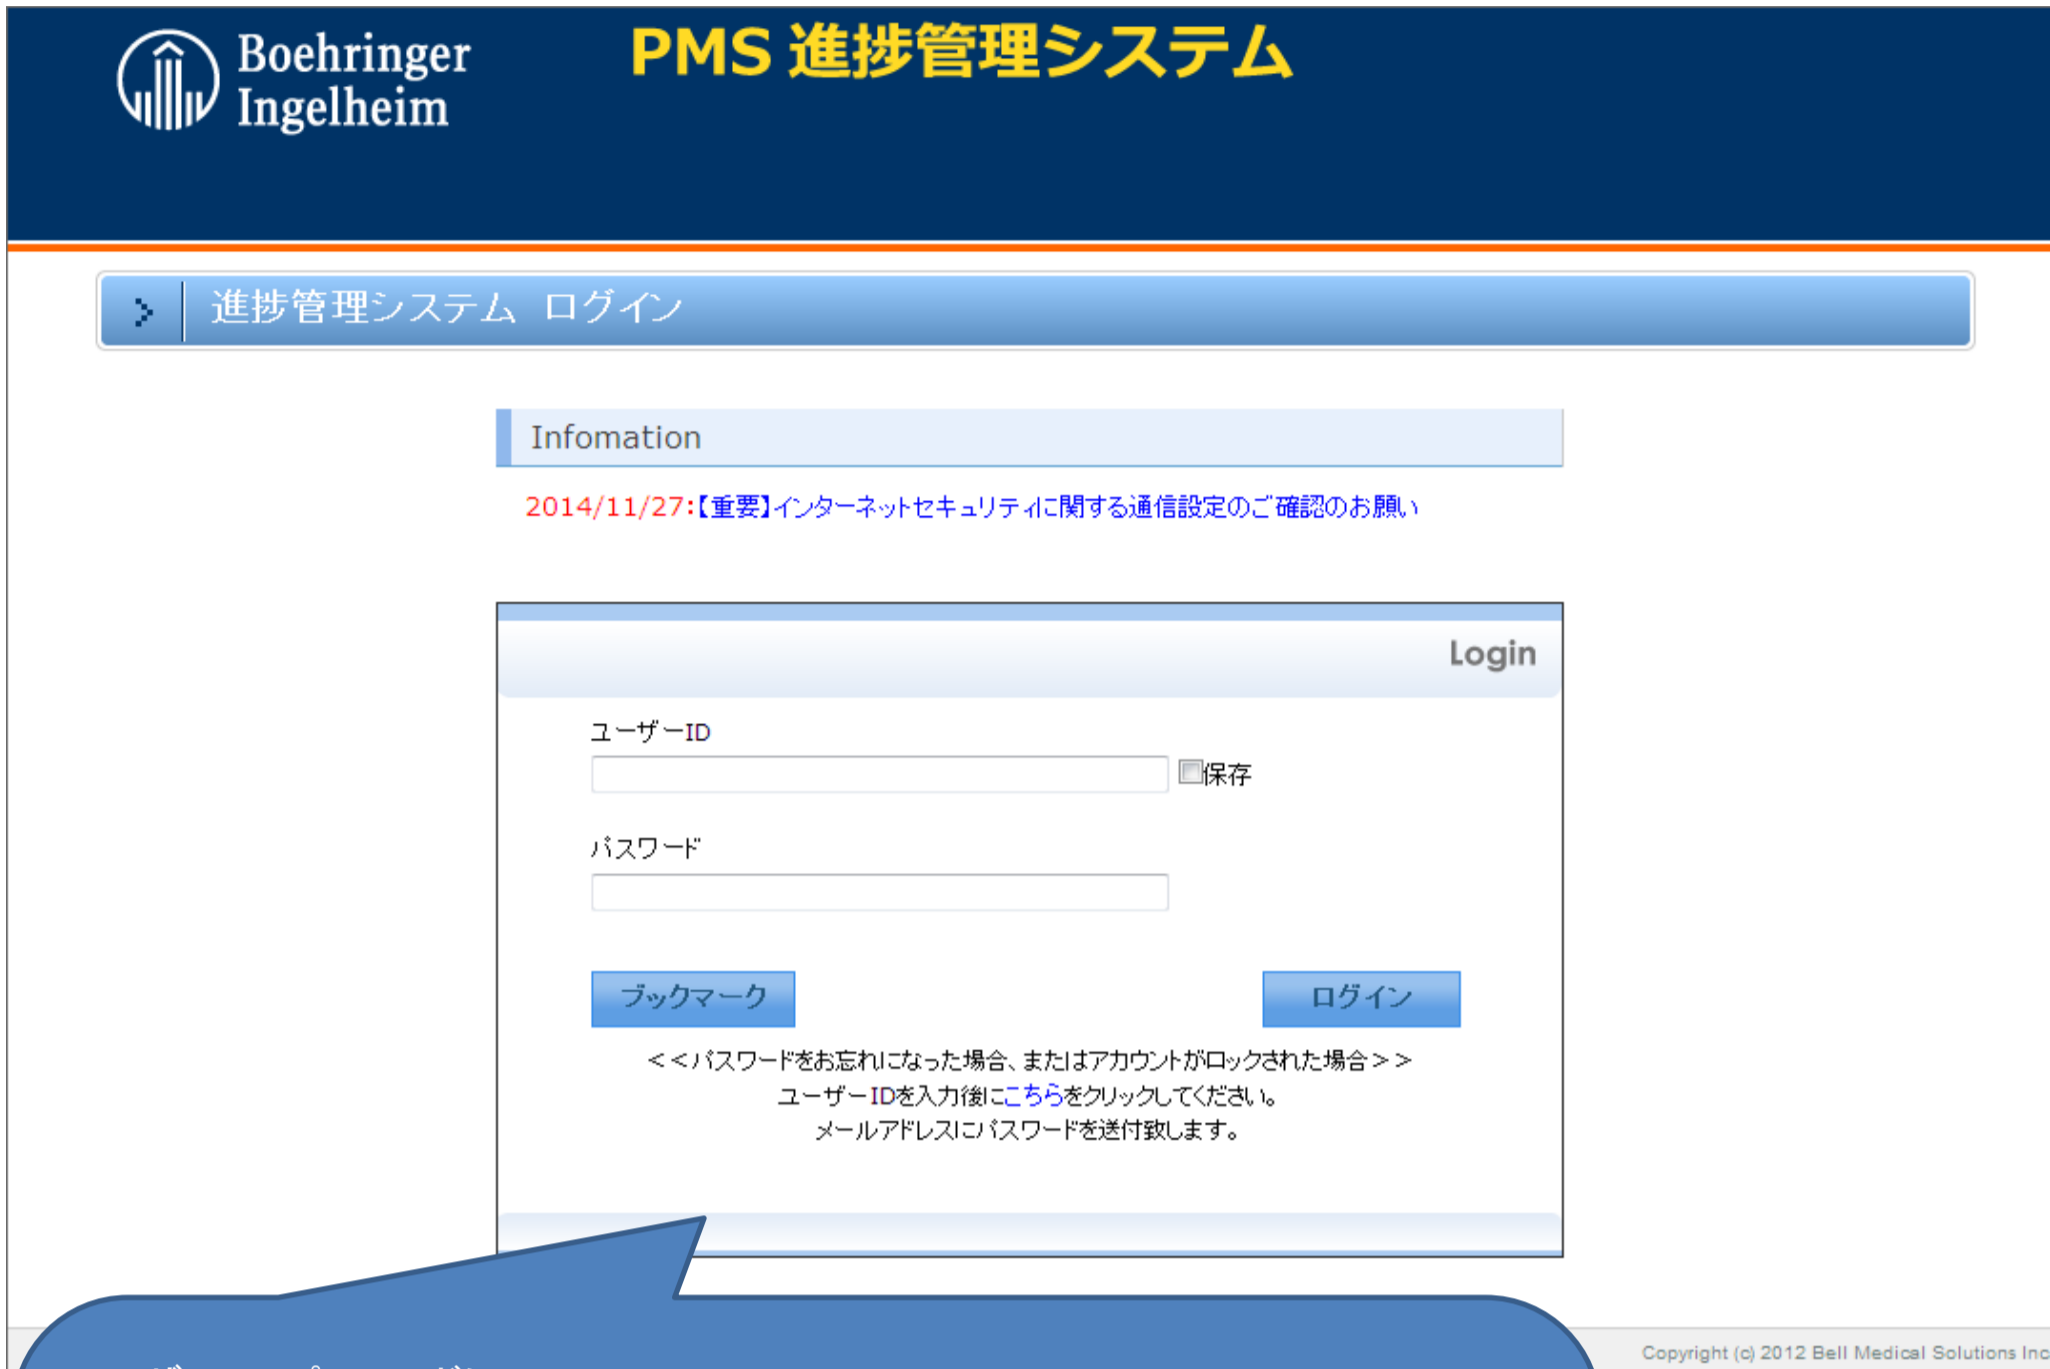 Boehringer
Ingelheim
PMS 進捗管理システム
進捗管理システム ログイン
Infomation
2014/11/27:【重要】インターネットセキュリティに関する通信設定のご確認のお願い
Login
ユーザーID
保存
パスワード
ブックマーク
ログイン
<<パスワードをお忘れになった場合、またはアカウントがロックされた場合>>
ユーザーIDを入力後にこちらをクリックしてください。
メールアドレスにパスワードを送付致します。
Copyright (c) 2012 Bell Medical Solutions Inc